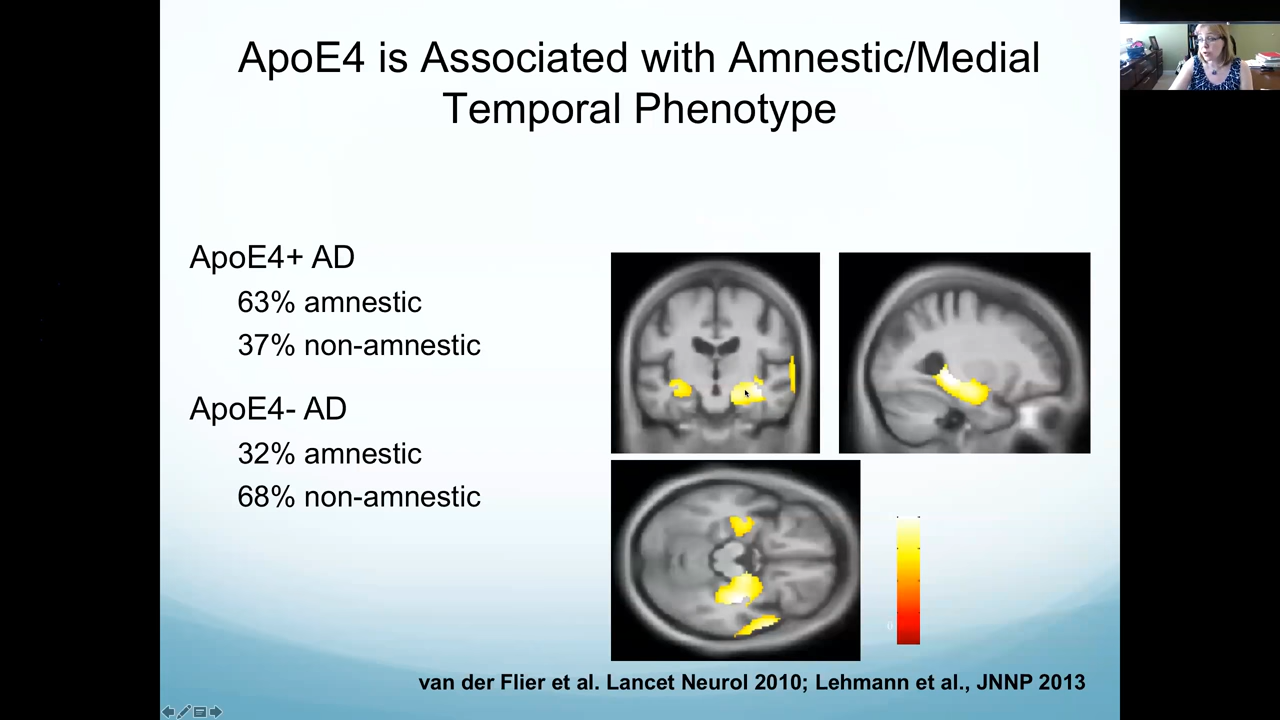 ApoE4 is Associated with Amnestic/Medial
Temporal Phenotype
ApoE4+ AD
63% amnestic
37% non-amnestic
ApoE4- AD
32% amnestic
68% non-amnestic
0
van der Flier et al. Lancet Neurol 2010; Lehmann et al., JNNP 2013